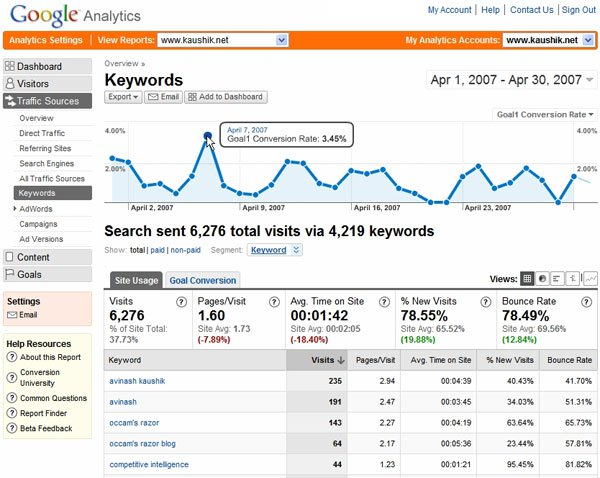 Google Analytics
My Account | Help | Contact Us | Sign Out
Analytics Settings | View Reports: www.kaushik.net My Analytics Accounts: www.kaushik.net
Dashboard
Visitors
Traffic Sources
Overview
Direct Traffic
Referring Sites
Search Engines
All Traffic Sources
Keywords
AdWords
Campaigns
Ad Versions
Content
Goals
Settings
Email
Help Resources
About this Report
Conversion
University
Common Questions
Report Finder
Beta Feedback
Overview »
Keywords
Apr 1, 2007 - Apr 30, 2007
Export Email Add to Dashboard
Goal1 Conversion Rate
4.00% 4.00%
April 7, 2007
Goal1 Conversion Rate: 3.45%
2.00% 2.00%
April 2, 2007 April 9, 2007 April 16, 2007 April 23, 2007
Search sent 6,276 total visits via 4,219 keywords
Show: total | paid | non-paid Segment: Keyword
Site Usage Goal Conversion Views:
Visits Pages/Visit Avg. Time on Site % New Visits Bounce Rate
6,276 1.60 00:01:42 78.55% 78.49%
% of Site Total: Site Avg: 1.73 Site Avg: 00:02:05 Site Avg: 65.52% Site Avg: 69.56%
37.73% (-7.89%) (-18.40%) (19.88%) (12.84%)
Keyword Visits Pages/Visit Avg. Time on Site % New Visits Bounce Rate
avinash kaushik 235 2.94 00:04:39 40.43% 41.70%
avinash 191 2.47 00:03:45 34.03% 51.31%
occam's razor 143 2.27 00:04:19 63.64% 65.73%
occam's razor blog 64 2.17 00:05:36 23.44% 57.81%
competitive intelligence 44 1.23 00:01:21 95.45% 81.82%